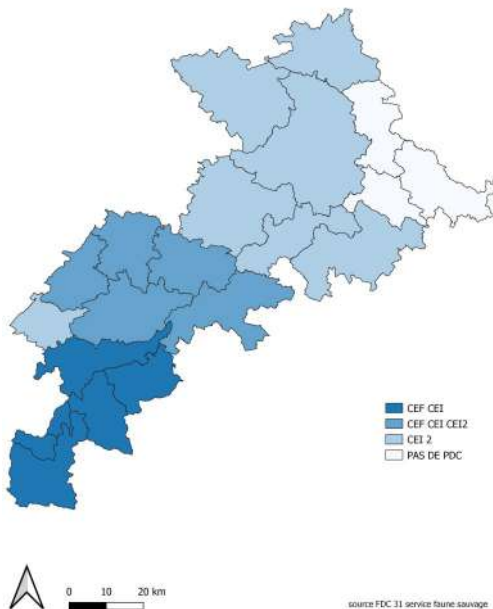 CEF CEI
CEF CEI CEI2
CEI 2
PAS DE PDC
0 10 20 km
source FDC 31 service faune sauvage